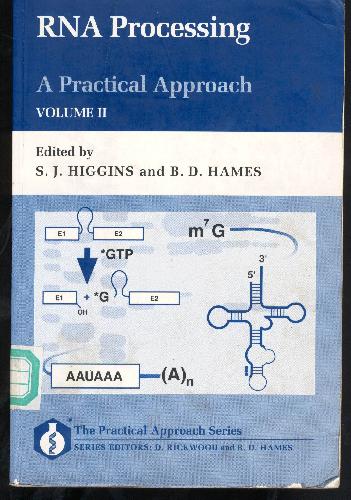 RNA Processing
A Practical Approach
VOLUME II
Edited by
S. J. HIGGINS and B. D. HAMES
E1
E2
m⁷G
*GTP
3'
5'
E1
+
*G
E2
OH
AAUAAA
(A)n
The Practical Approach Series
SERIES EDITORS: D. RICKWOOD and B. D. HAMES